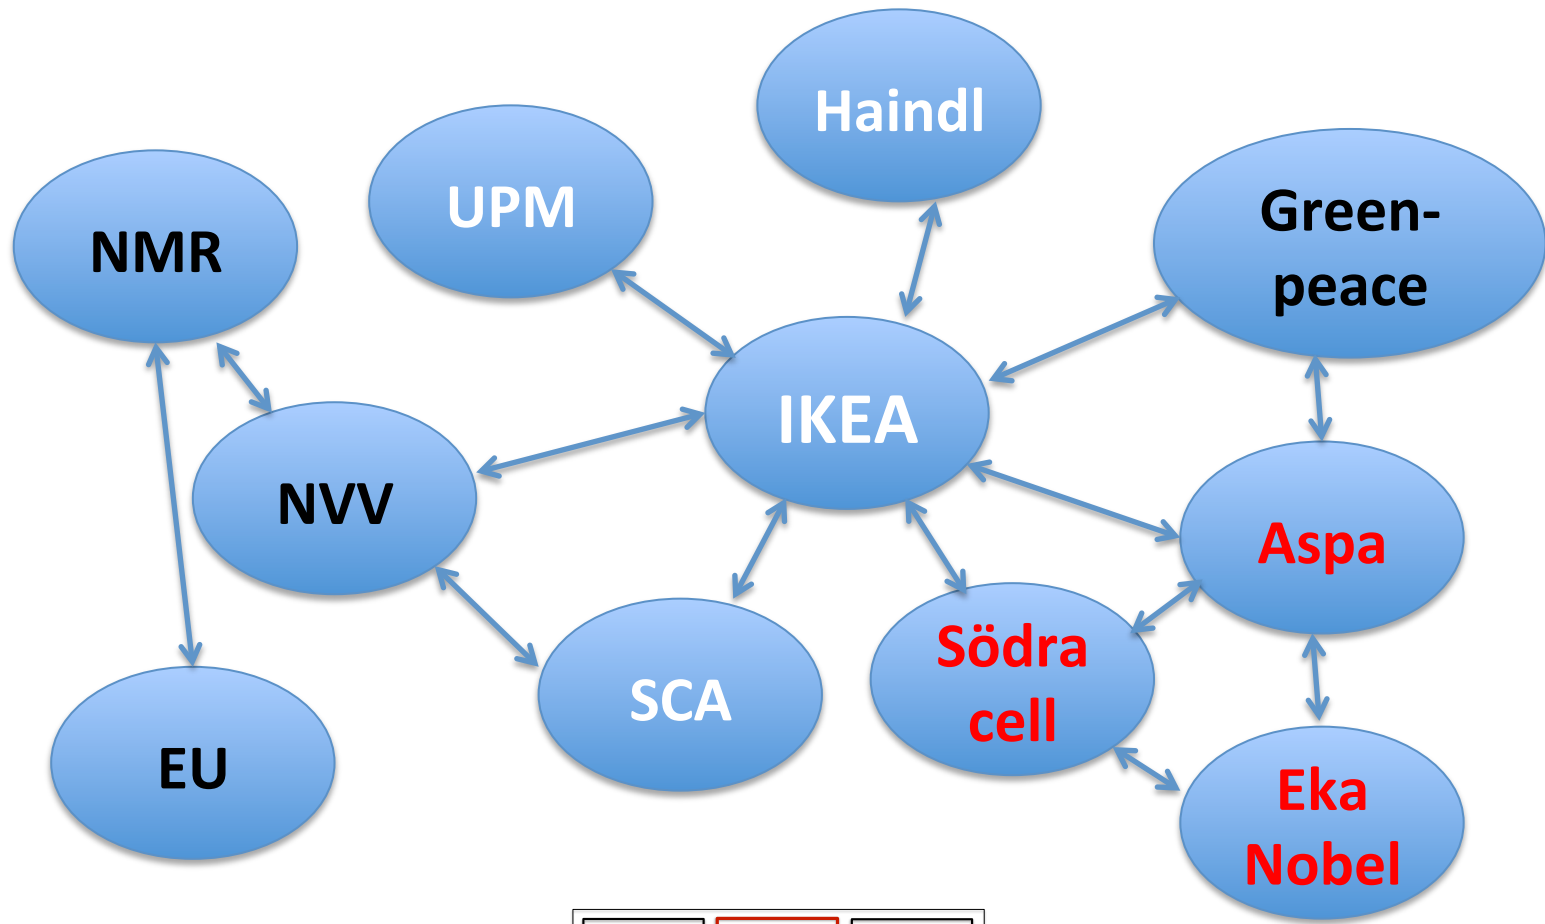 Haindl
UPM
Green-
peace
NMR
IKEA
NVV
Aspa
Södra
cell
SCA
EU
Eka
Nobel